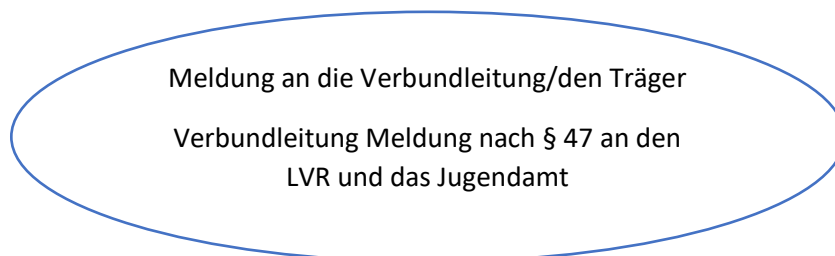 Meldung an die Verbundleitung/den Träger
Verbundleitung Meldung nach § 47 an den
LVR und das Jugendamt